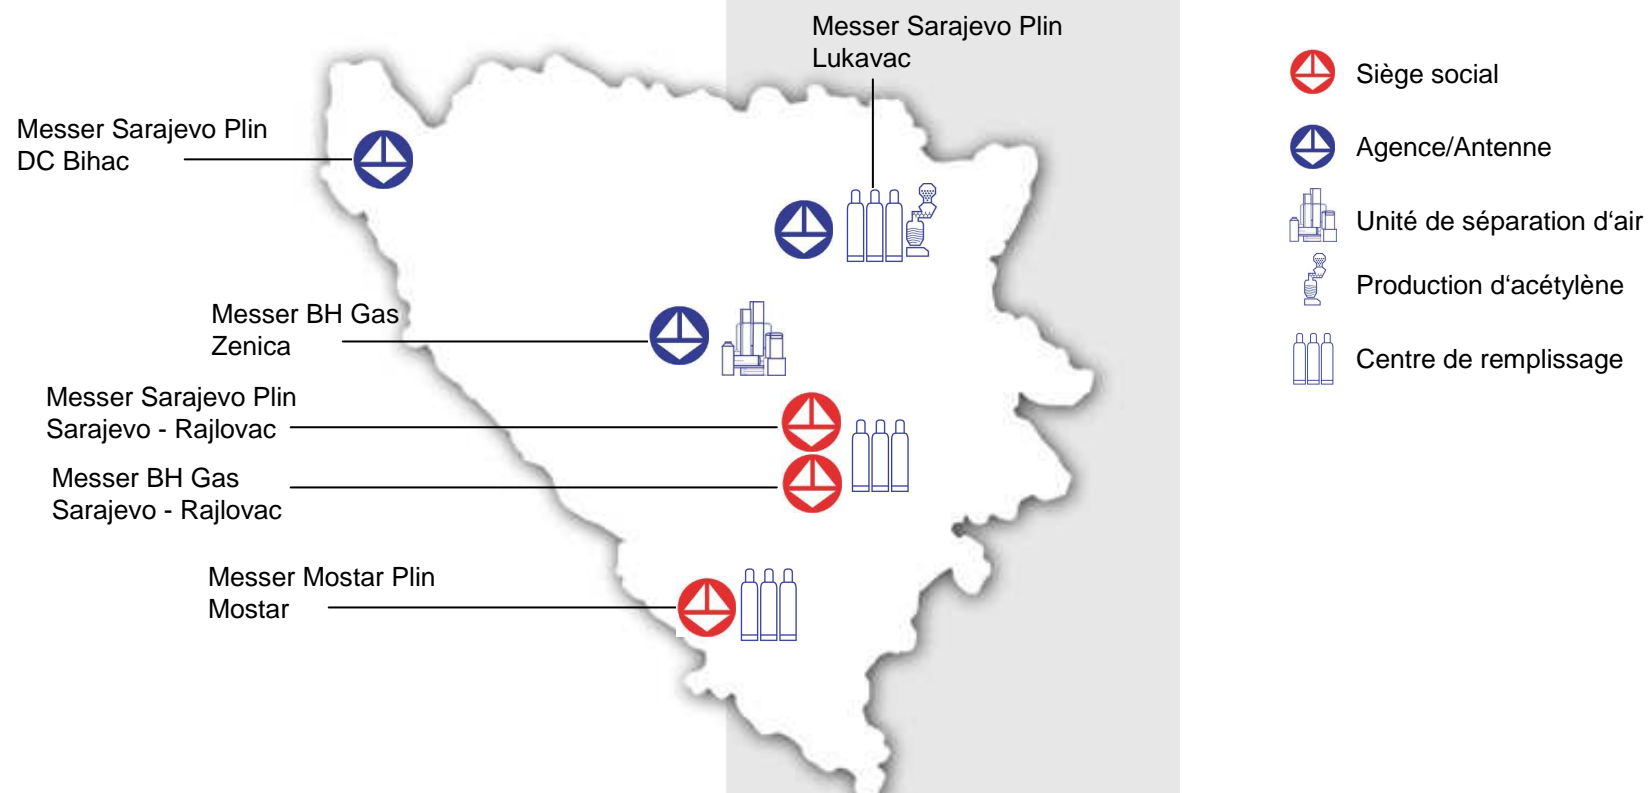 Messer Sarajevo Plin
Lukavac
Messer Sarajevo Plin
DC Bihac
Messer BH Gas
Zenica
Messer Sarajevo Plin
Sarajevo - Rajlovac
Messer BH Gas
Sarajevo - Rajlovac
Messer Mostar Plin
Mostar
Siège social
Agence/Antenne
Unité de séparation d‘air
Production d‘acétylène
Centre de remplissage